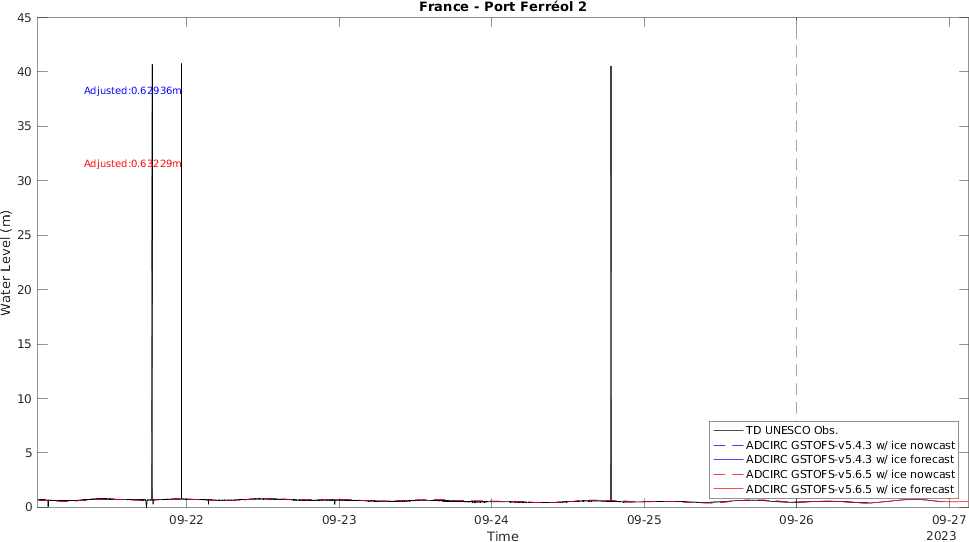 France - Port Ferréol 2
45
40
35
30
25
20
15
10
5
0
Water Level (m)
Adjusted:0.62936m
Adjusted:0.63229m
TD UNESCO Obs.
ADCIRC GSTOFS-v5.4.3 w/ ice nowcast
ADCIRC GSTOFS-v5.4.3 w/ ice forecast
ADCIRC GSTOFS-v5.6.5 w/ ice nowcast
ADCIRC GSTOFS-v5.6.5 w/ ice forecast
09-22 09-23 09-24 09-25 09-26 09-27
Time
2023